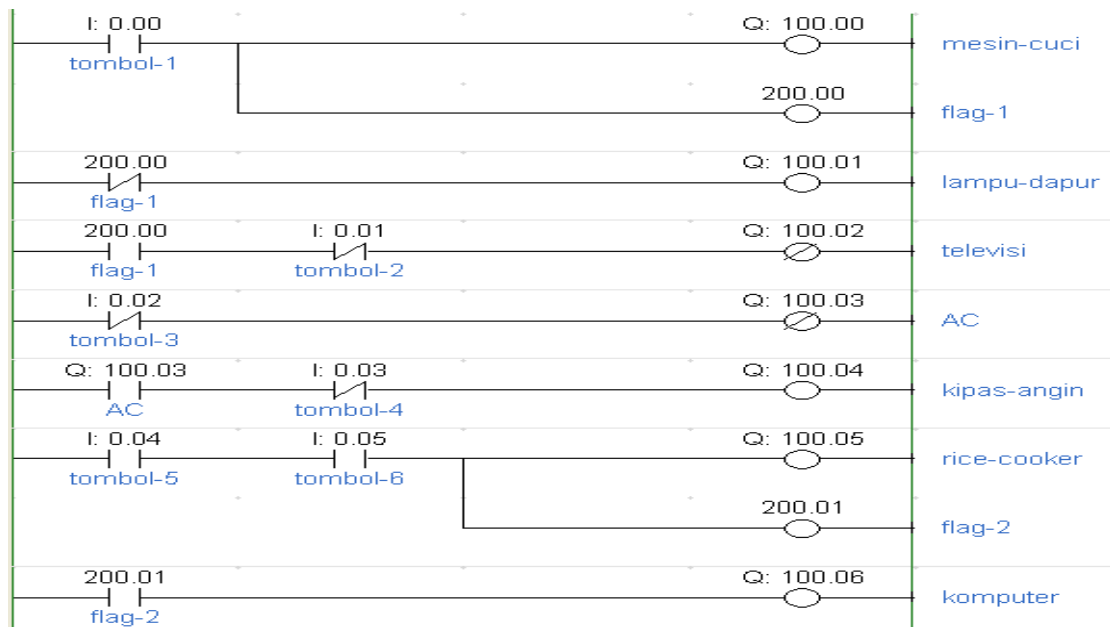 I: 0.00 Q: 100.00
tombol-1 mesin-cuci
200.00
flag-1
200.00 Q: 100.01
flag-1 lampu-dapur
200.00 I: 0.01 Q: 100.02
flag-1 tombol-2 televisi
I: 0.02 Q: 100.03
tombol-3 AC
Q: 100.03 I: 0.03 Q: 100.04
AC tombol-4 kipas-angin
I: 0.04 I: 0.05 Q: 100.05
tombol-5 tombol-6 rice-cooker
200.01
flag-2
200.01 Q: 100.06
flag-2 komputer